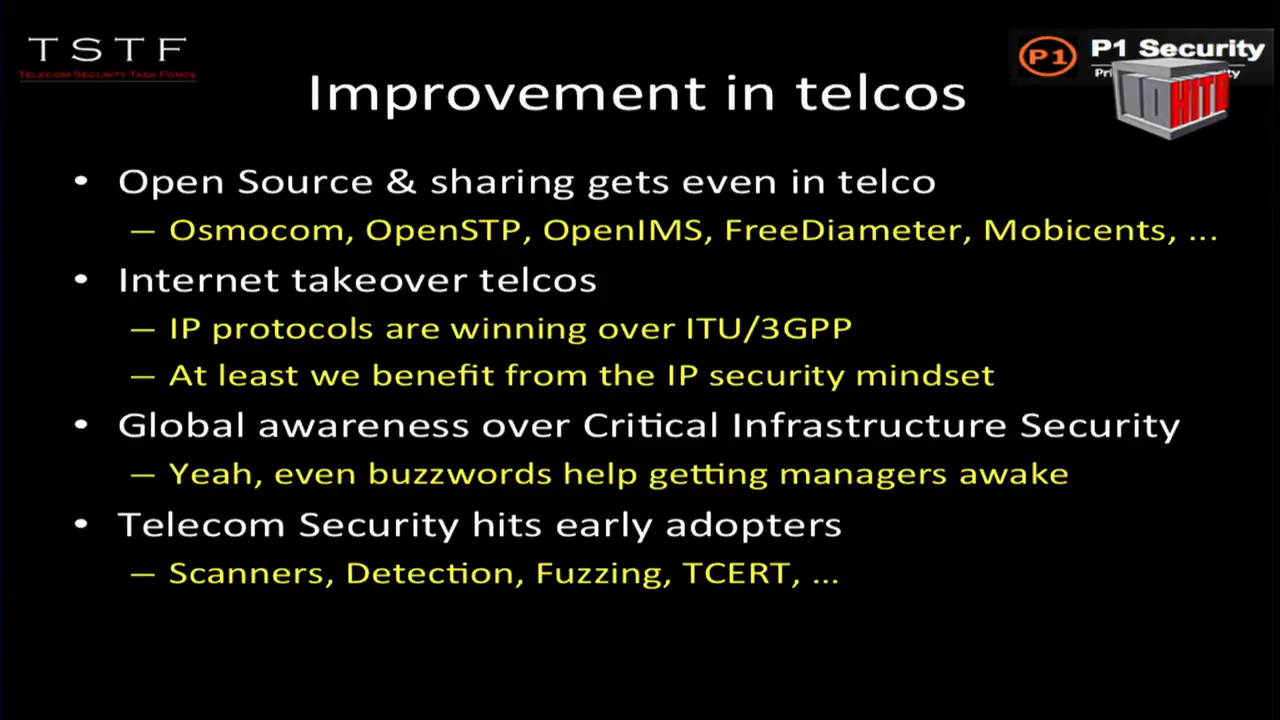 TSTF
TELECOM SECURITY TASK FORCE
P1
P1 Security
Improvement in telcos
• Open Source & sharing gets even in telco
– Osmocom, OpenSTP, OpenIMS, FreeDiameter, Mobicents, ...
• Internet takeover telcos
– IP protocols are winning over ITU/3GPP
– At least we benefit from the IP security mindset
• Global awareness over Critical Infrastructure Security
– Yeah, even buzzwords help getting managers awake
• Telecom Security hits early adopters
– Scanners, Detection, Fuzzing, TCERT, ...